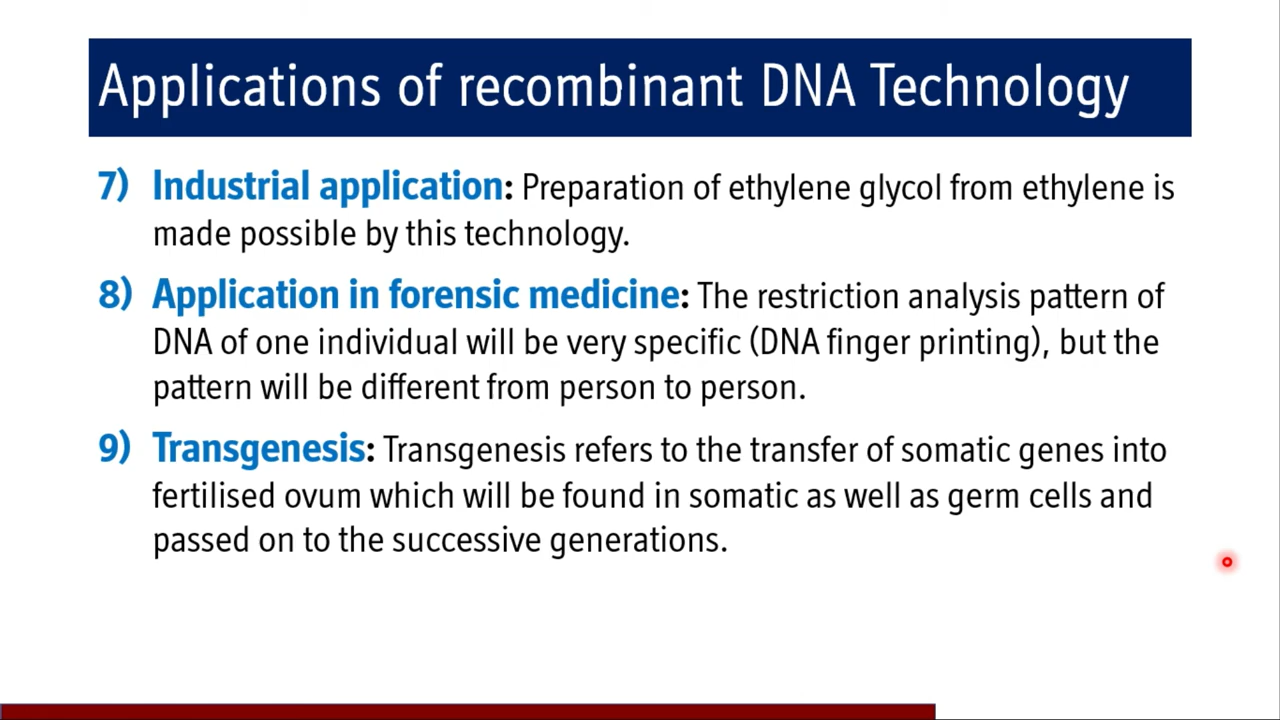 Applications of recombinant DNA Technology
7) Industrial application: Preparation of ethylene glycol from ethylene is
made possible by this technology.
8) Application in forensic medicine: The restriction analysis pattern of
DNA of one individual will be very specific (DNA finger printing), but the
pattern will be different from person to person.
9) Transgenesis: Transgenesis refers to the transfer of somatic genes into
fertilised ovum which will be found in somatic as well as germ cells and
passed on to the successive generations.